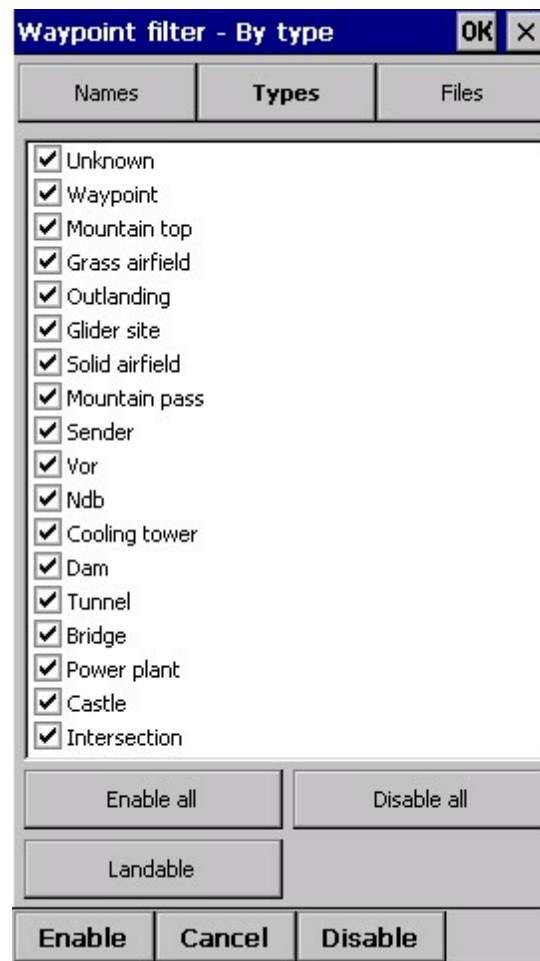 Waypoint filter - By type OK ×
Names Types Files
Unknown
Waypoint
Mountain top
Grass airfield
Outlanding
Glider site
Solid airfield
Mountain pass
Sender
Vor
Ndb
Cooling tower
Dam
Tunnel
Bridge
Power plant
Castle
Intersection
Enable all Disable all
Landable
Enable Cancel Disable